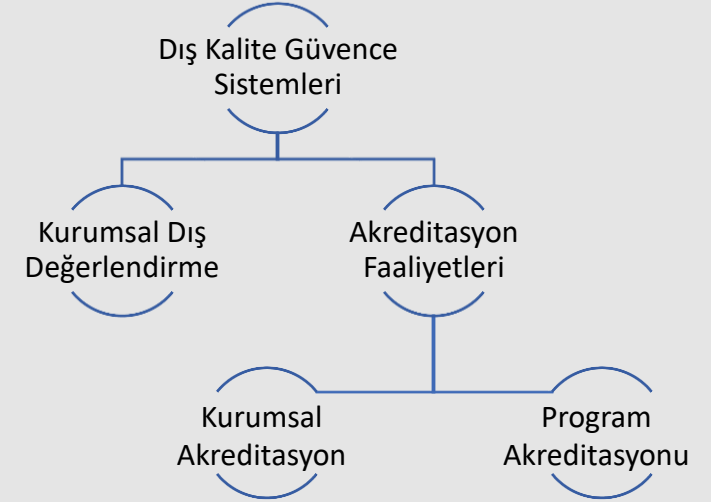 Dış Kalite Güvence
Sistemleri
Kurumsal Dış
Değerlendirme
Akreditasyon
Faaliyetleri
Kurumsal
Akreditasyon
Program
Akreditasyonu